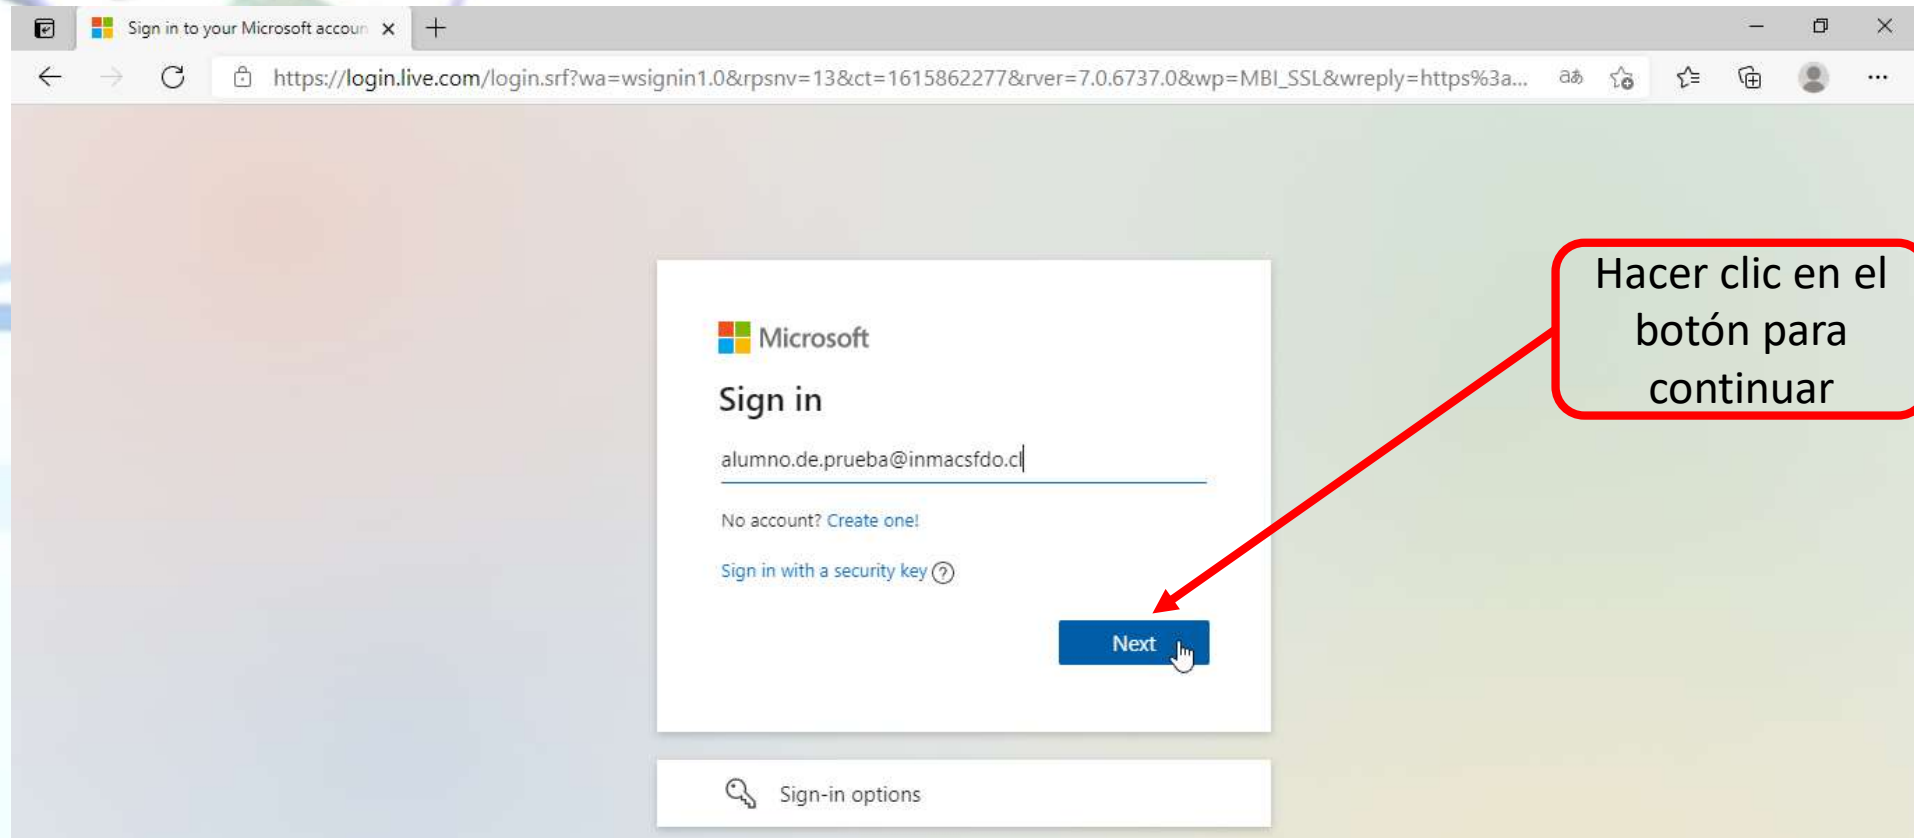 Sign in to your Microsoft accoun
https://login.live.com/login.srf?wa=wsignin1.0&rpsnv=13&ct=1615862277&rver=7.0.6737.0&wp=MBI_SSL&wreply=https%3a...
Microsoft
Sign in
alumno.de.prueba@inmacsfdo.cl
No account? Create one!
Sign in with a security key
Next
Sign-in options
Hacer clic en el
botón para
continuar